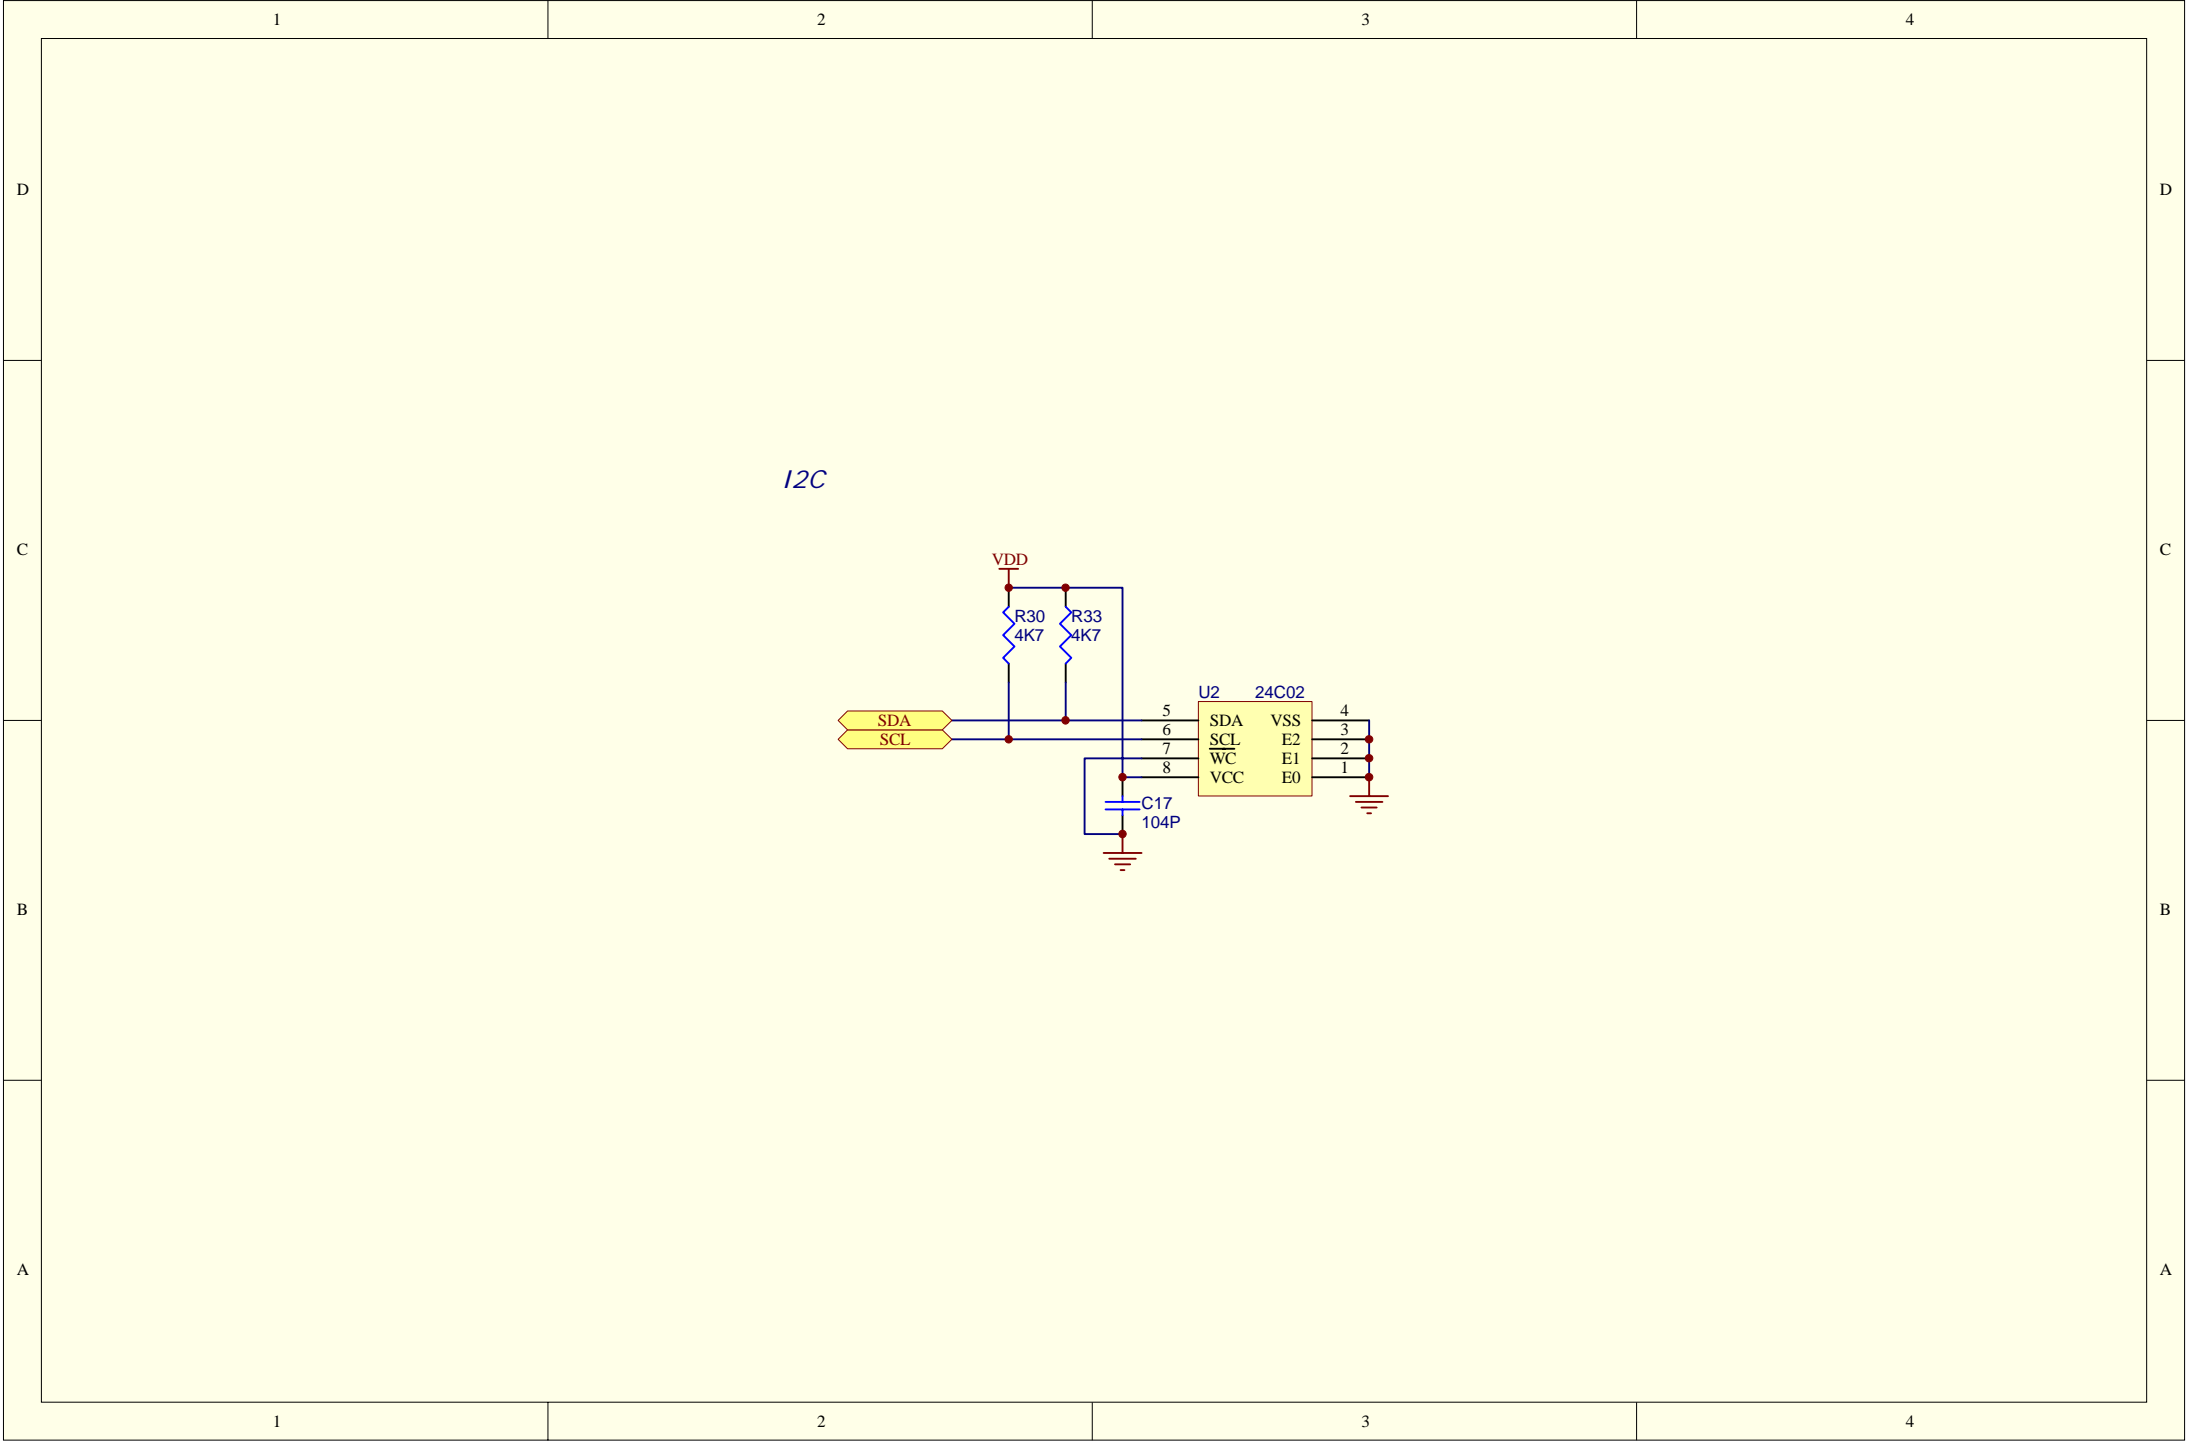 1 2 3 4
D D
I2C
C C
VDD
R30 R33
4K7 4K7
U2 24C02
SDA 5 SDA VSS 4
SCL 6 SCL E2 3
7 WC E1 2
8 VCC E0 1
C17
104P
B B
A A
1 2 3 4